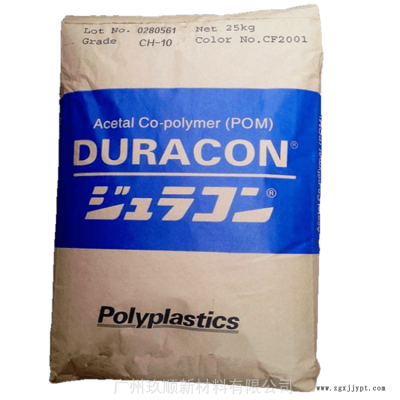 Lot No. 0280561 Net 25kg
Grade CH-10 Color No.CF2001
Acetal Co-polymer (POM)
DURACON®
ジュラコン®
Polyplastics
广州玖顺新材料有限公司
www.zgxjjypt.com